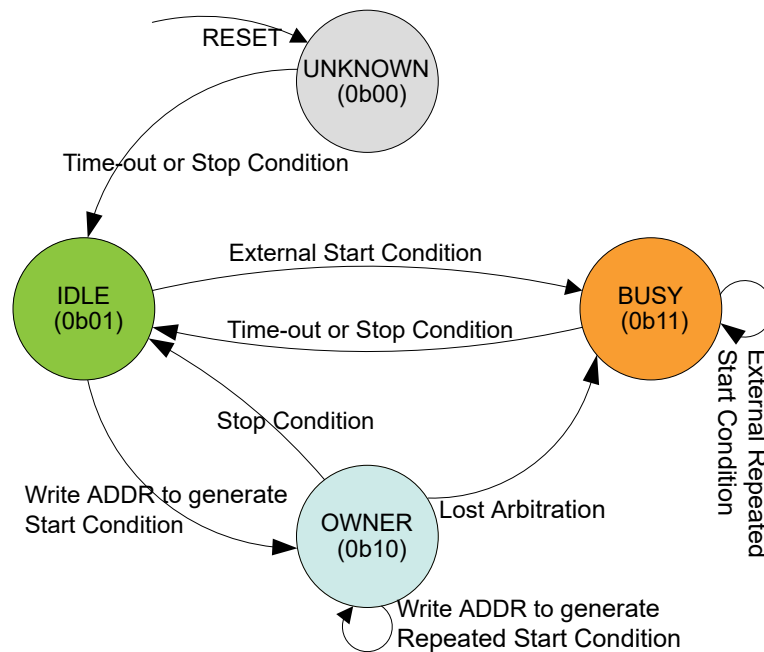 RESET
UNKNOWN
(0b00)
Time-out or Stop Condition
External Start Condition
IDLE
(0b01)
BUSY
(0b11)
Time-out or Stop Condition
External Repeated
Start Condition
Stop Condition
Write ADDR to generate
Start Condition
Lost Arbitration
OWNER
(0b10)
Write ADDR to generate
Repeated Start Condition